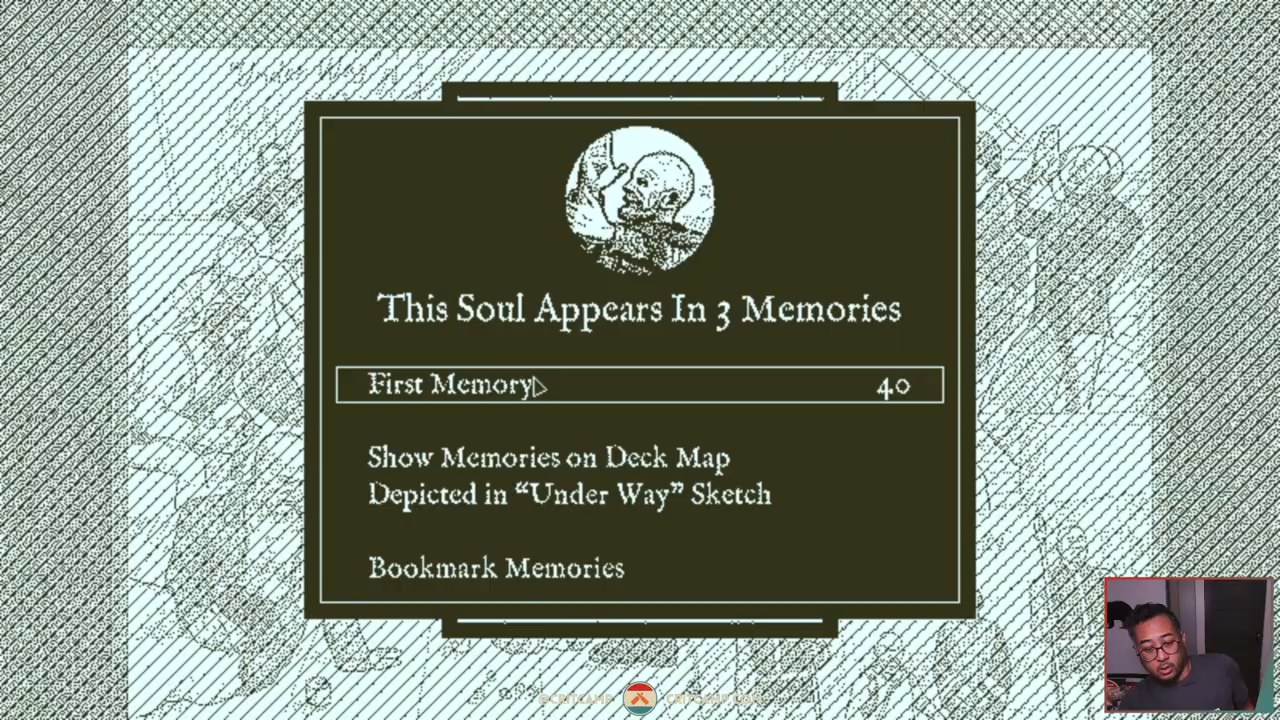 This Soul Appears In 3 Memories
First Memory 40
Show Memories on Deck Map
Depicted in “Under Way” Sketch
Bookmark Memories